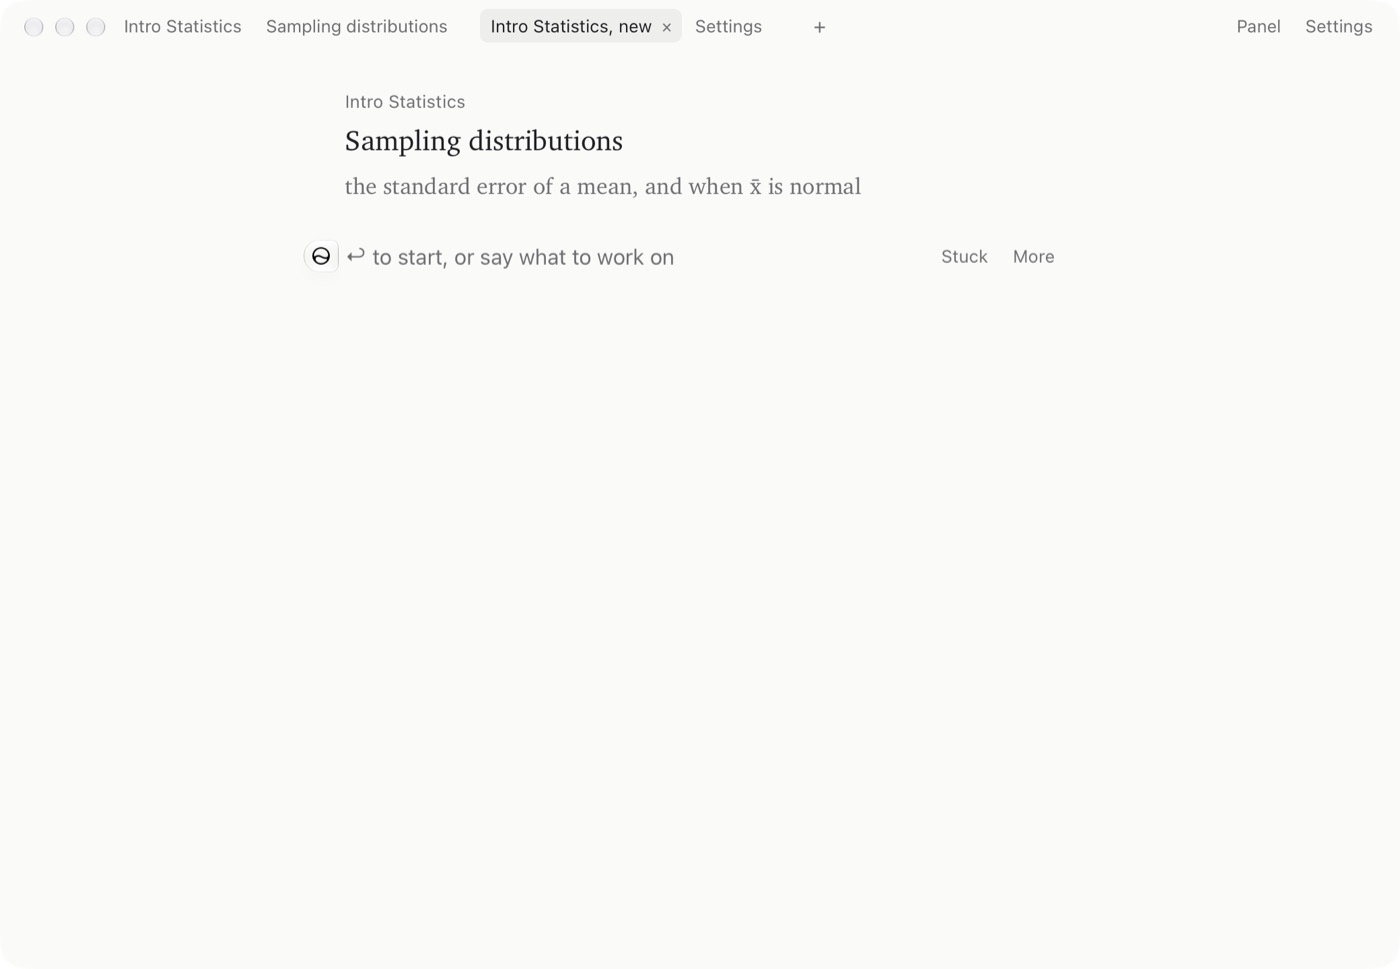 Intro Statistics
Sampling distributions
Intro Statistics, new ×
Settings
+
Panel
Settings
Intro Statistics
Sampling distributions
the standard error of a mean, and when x̄ is normal
↩ to start, or say what to work on
Stuck
More